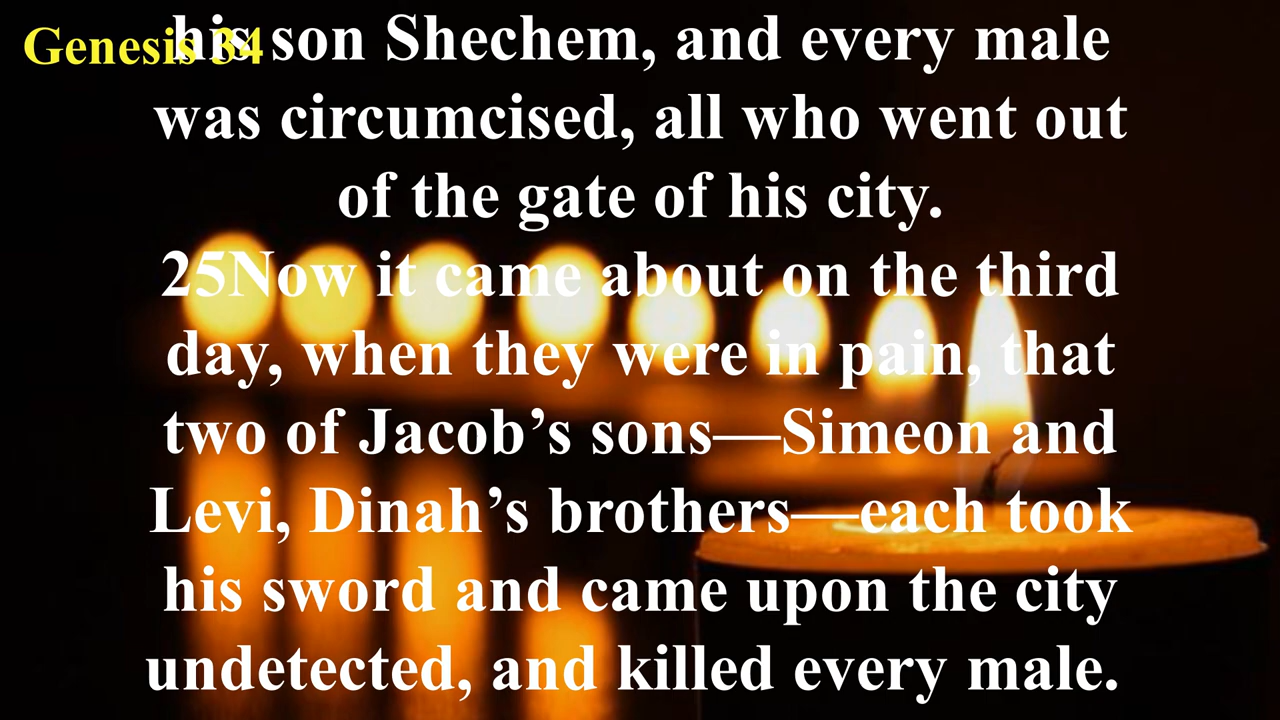 Genesis 34
his son Shechem, and every male
was circumcised, all who went out
of the gate of his city.
25Now it came about on the third
day, when they were in pain, that
two of Jacob’s sons—Simeon and
Levi, Dinah’s brothers—each took
his sword and came upon the city
undetected, and killed every male.